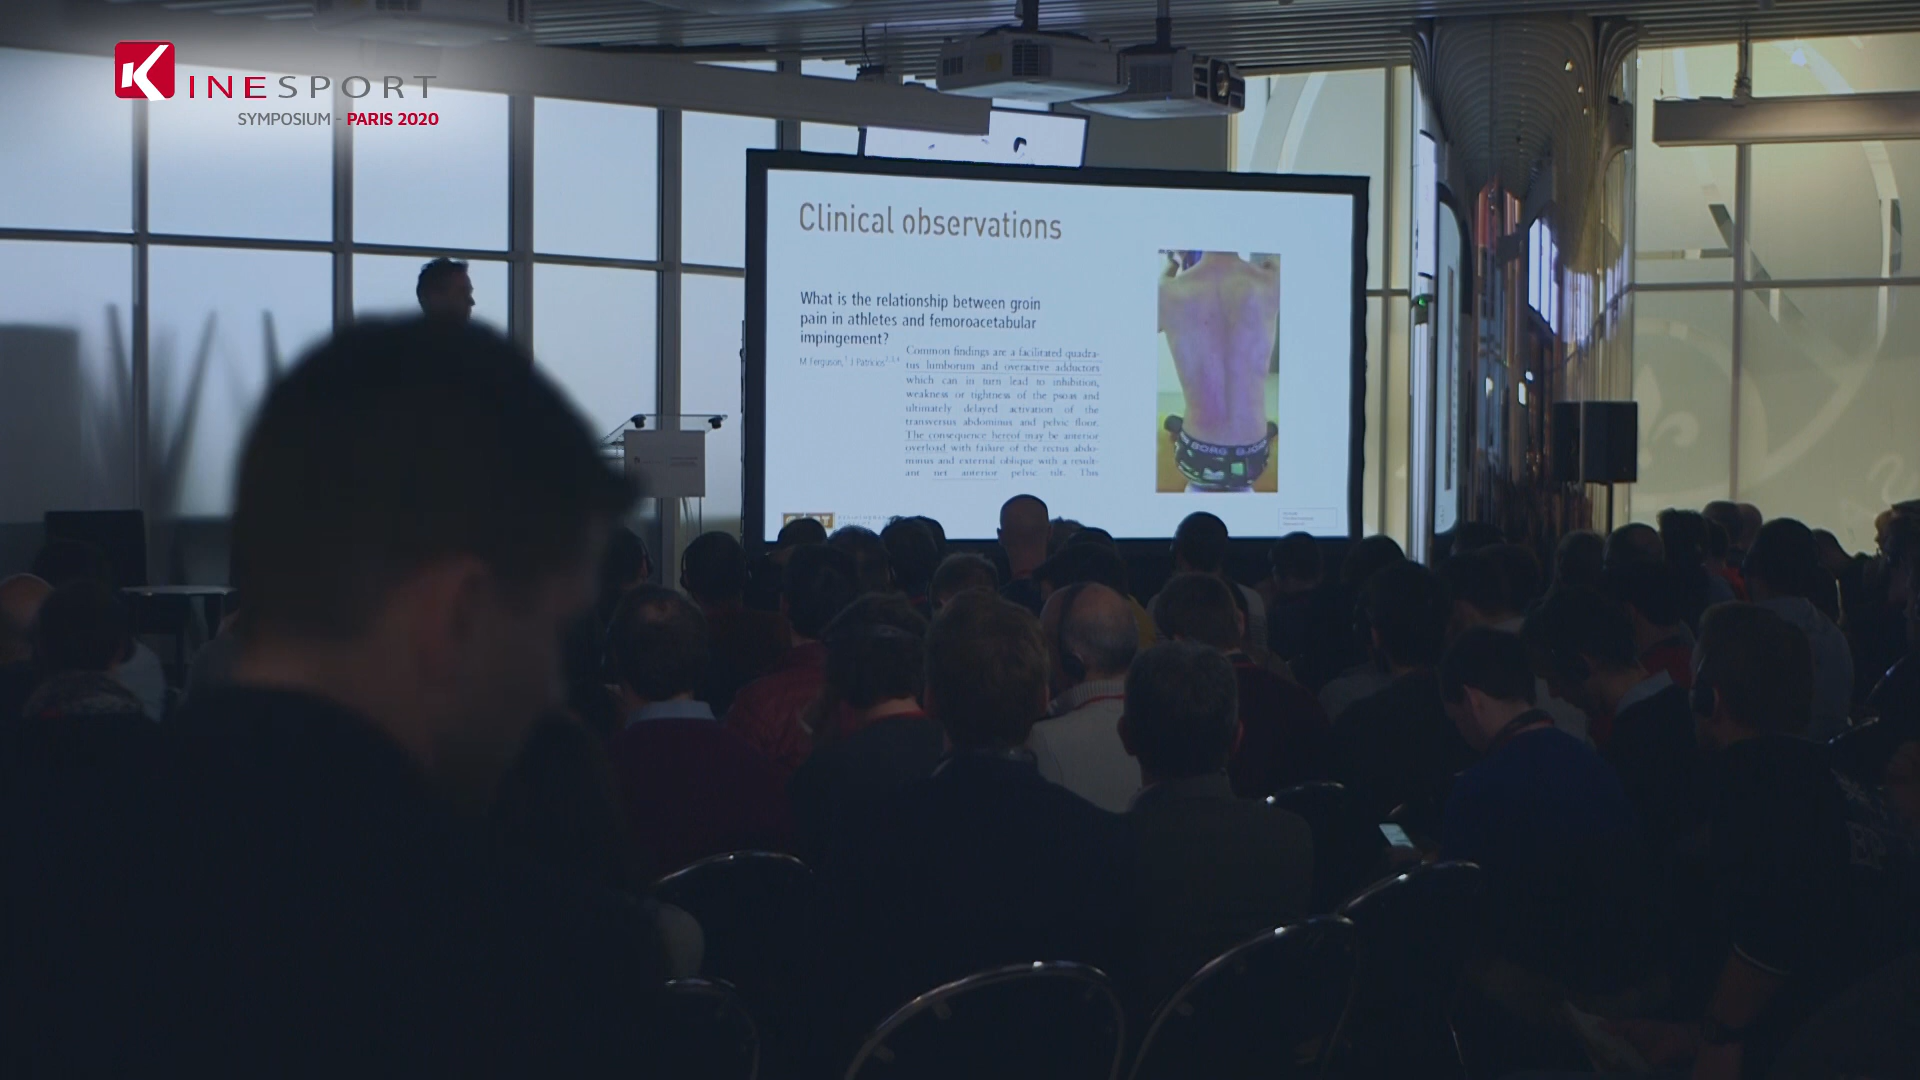 KINESPORT
SYMPOSIUM - PARIS 2020
Clinical observations
What is the relationship between groin
pain in athletes and femoroacetabular
impingement?
M Ferguson, J Patricios
Common findings are a facilitated quadra-
tus lumborum and overactive adductors
which can in turn lead to inhibition,
weakness or tightness of the psoas and
ultimately delayed activation of the
transversus abdominus and pelvic floor.
The consequence hereof may be anterior
overload with failure of the rectus abdo-
minus and external oblique with a result-
ant net anterior pelvic tilt. This
BORG BJÖ